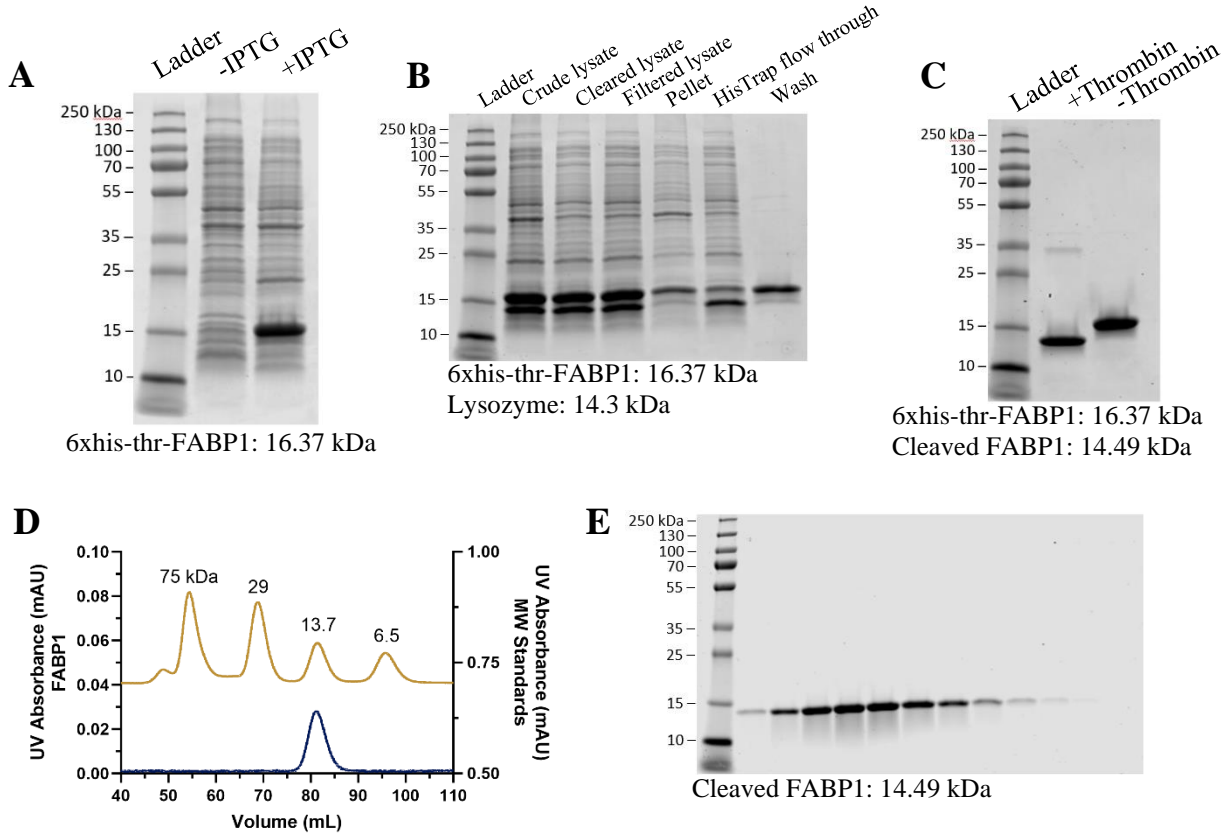 A
Ladder
-IPTG
+IPTG
250 kDa
130
100
70
55
35
25
15
10
6xhis-thr-FABP1: 16.37 kDa
B
Ladder
Crude lysate
Cleared lysate
Filtered lysate
Pellet
HisTrap flow through
Wash
250 kDa
130
100
70
55
35
25
15
10
6xhis-thr-FABP1: 16.37 kDa
Lysozyme: 14.3 kDa
C
Ladder
+Thrombin
-Thrombin
250 kDa
130
100
70
55
35
25
15
10
6xhis-thr-FABP1: 16.37 kDa
Cleaved FABP1: 14.49 kDa
D
UV Absorbance (mAU)
FABP1
0.10
0.08
0.06
0.04
0.02
0.00
75 kDa
29
13.7
6.5
1.00
0.75
0.50
UV Absorbance (mAU)
MW Standards
40 50 60 70 80 90 100 110
Volume (mL)
E
250 kDa
130
100
70
55
35
25
15
10
Cleaved FABP1: 14.49 kDa